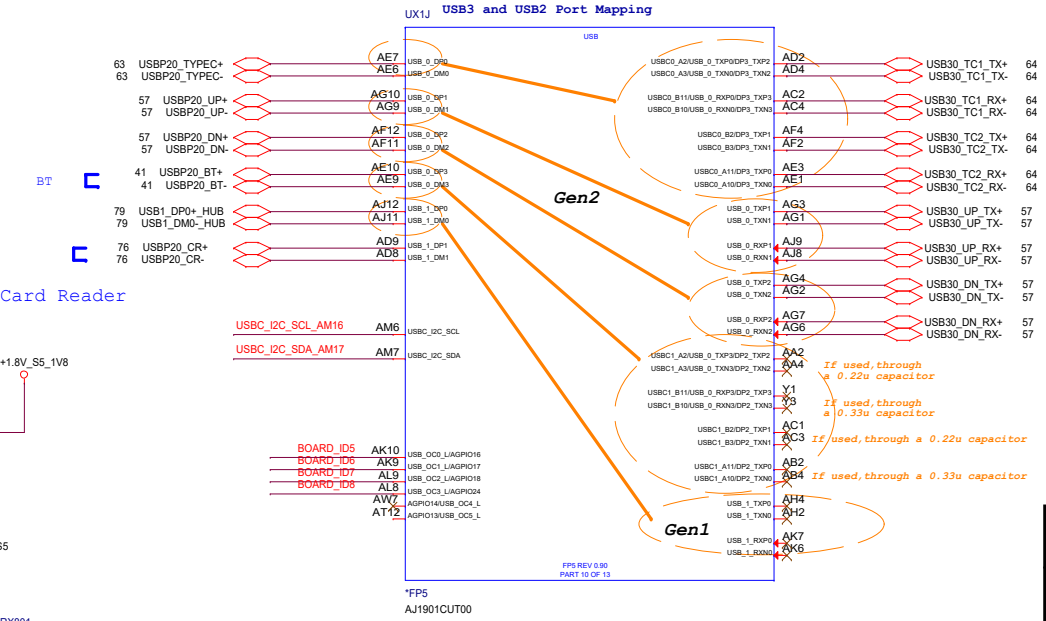 USB3 and USB2 Port Mapping
UX1J
USB
63 USBP20_TYPEC+ AE7 USB_0_DP0
63 USBP20_TYPEC- AE6 USB_0_DM0
57 USBP20_UP+ AG10 USB_0_DP1
57 USBP20_UP- AG9 USB_0_DM1
57 USBP20_DN+ AF12 USB_0_DP2
57 USBP20_DN- AF11 USB_0_DM2
BT
41 USBP20_BT+ AE10 USB_0_DP3
41 USBP20_BT- AE9 USB_0_DM3
79 USB1_DP0+_HUB AJ12 USB_1_DP0
79 USB1_DM0-_HUB AJ11 USB_1_DM0
76 USBP20_CR+ AD9 USB_1_DP1
76 USBP20_CR- AD8 USB_1_DM1
Card Reader
USBC_I2C_SCL_AM16 AM6 USBC_I2C_SCL
USBC_I2C_SDA_AM17 AM7 USBC_I2C_SDA
+1.8V_S5_1V8
BOARD_ID5 AK10 USB_OC0_L/AGPIO16
BOARD_ID6 AK9 USB_OC1_L/AGPIO17
BOARD_ID7 AL9 USB_OC2_L/AGPIO18
BOARD_ID8 AL8 USB_OC3_L/AGPIO24
AW7 AGPIO14/USB_OC4_L
AT12 AGPIO13/USB_OC5_L
Gen2
Gen1
USBC0_A2/USB_0_TXP0/DP3_TXP2 AD2 USB30_TC1_TX+ 64
USBC0_A3/USB_0_TXN0/DP3_TXN2 AD4 USB30_TC1_TX- 64
USBC0_B11/USB_0_RXP0/DP3_TXP3 AC2 USB30_TC1_RX+ 64
USBC0_B10/USB_0_RXN0/DP3_TXN3 AC4 USB30_TC1_RX- 64
USBC0_B2/DP3_TXP1 AF4 USB30_TC2_TX+ 64
USBC0_B3/DP3_TXN1 AF2 USB30_TC2_TX- 64
USBC0_A11/DP3_TXP0 AE3 USB30_TC2_RX+ 64
USBC0_A10/DP3_TXN0 AE1 USB30_TC2_RX- 64
USB_0_TXP1 AG3 USB30_UP_TX+ 57
USB_0_TXN1 AG1 USB30_UP_TX- 57
USB_0_RXP1 AJ9 USB30_UP_RX+ 57
USB_0_RXN1 AJ8 USB30_UP_RX- 57
USB_0_TXP2 AG4 USB30_DN_TX+ 57
USB_0_TXN2 AG2 USB30_DN_TX- 57
USB_0_RXP2 AG7 USB30_DN_RX+ 57
USB_0_RXN2 AG6 USB30_DN_RX- 57
USBC1_A2/USB_0_TXP3/DP2_TXP2 AA2
USBC1_A3/USB_0_TXN3/DP2_TXN2 AA4
If used,through
a 0.22u capacitor
USBC1_B11/USB_0_RXP3/DP2_TXP3 Y1
USBC1_B10/USB_0_RXN3/DP2_TXN3 Y3
If used,through
a 0.33u capacitor
USBC1_B2/DP2_TXP1 AC1
USBC1_B3/DP2_TXN1 AC3
If used,through a 0.22u capacitor
USBC1_A11/DP2_TXP0 AB2
USBC1_A10/DP2_TXN0 AB4
If used,through a 0.33u capacitor
USB_1_TXP0 AH4
USB_1_TXN0 AH2
USB_1_RXP0 AK7
USB_1_RXN0 AK6
FP5 REV 0.90
PART 10 OF 13
*FP5
AJ1901CUT00